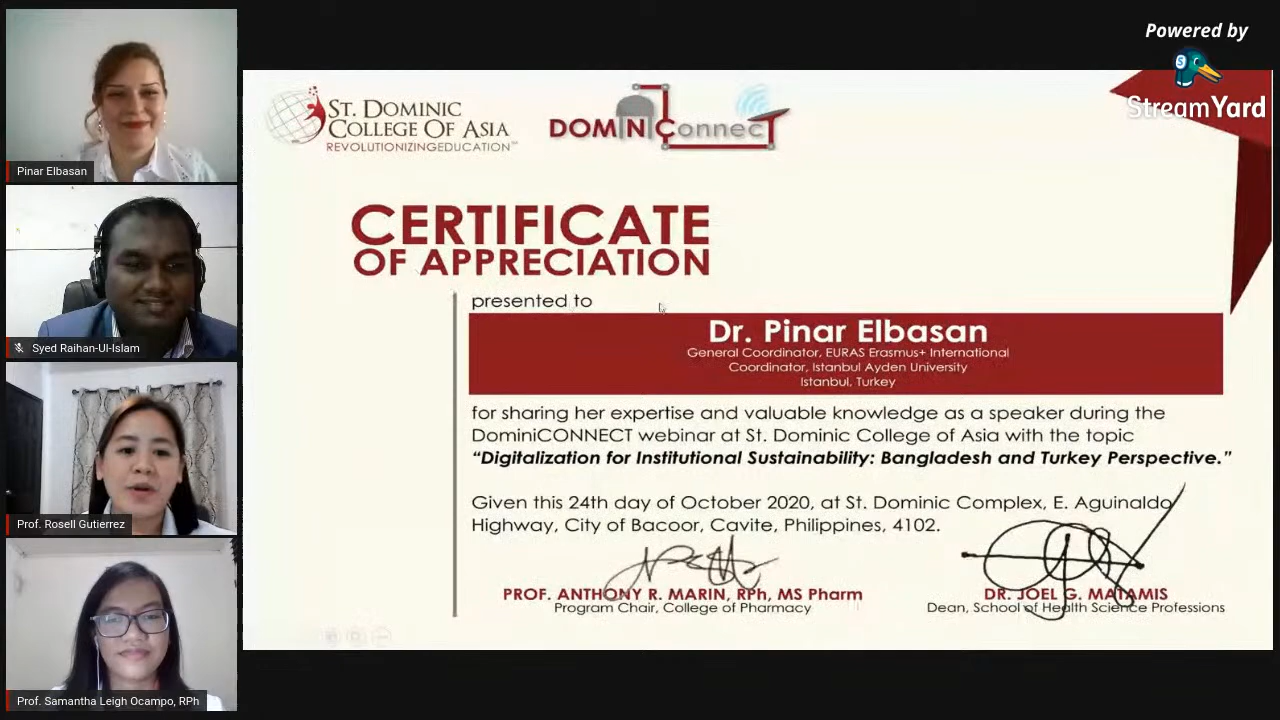 Powered by
StreamYard
Pinar Elbasan
Syed Raihan-Ul-Islam
Prof. Rosell Gutierrez
Prof. Samantha Leigh Ocampo, RPh
ST. DOMINIC
COLLEGE OF ASIA
REVOLUTIONIZINGEDUCATION
DOMINIConnecT
CERTIFICATE
OF APPRECIATION
presented to
Dr. Pinar Elbasan
General Coordinator, EURAS Erasmus+ International
Coordinator, Istanbul Ayden University
Istanbul, Turkey
for sharing her expertise and valuable knowledge as a speaker during the
DominiCONNECT webinar at St. Dominic College of Asia with the topic
“Digitalization for Institutional Sustainability: Bangladesh and Turkey Perspective.”
Given this 24th day of October 2020, at St. Dominic Complex, E. Aguinaldo
Highway, City of Bacoor, Cavite, Philippines, 4102.
PROF. ANTHONY R. MARIN, RPh, MS Pharm
Program Chair, College of Pharmacy
DR. JOEL G. MATAMIS
Dean, School of Health Science Professions